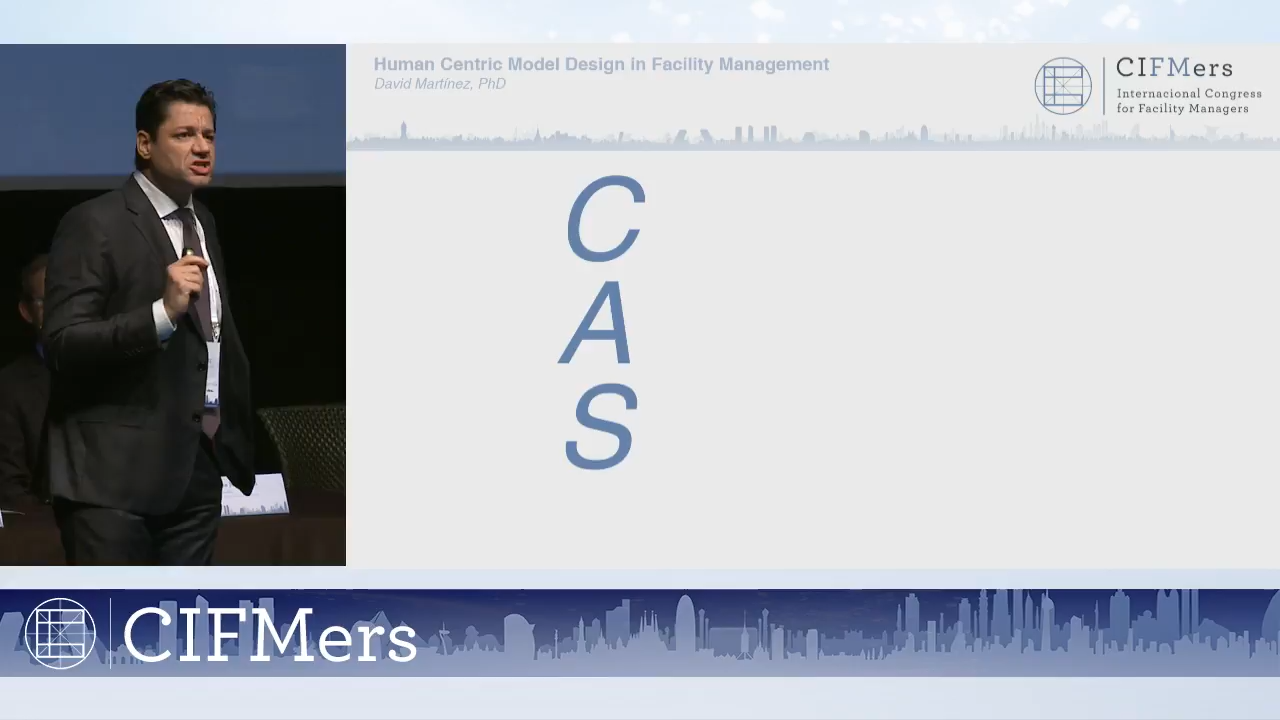 Human Centric Model Design in Facility Management
David Martínez, PhD
CIFMers
Internacional Congress
for Facility Managers
C
A
S
CIFMers